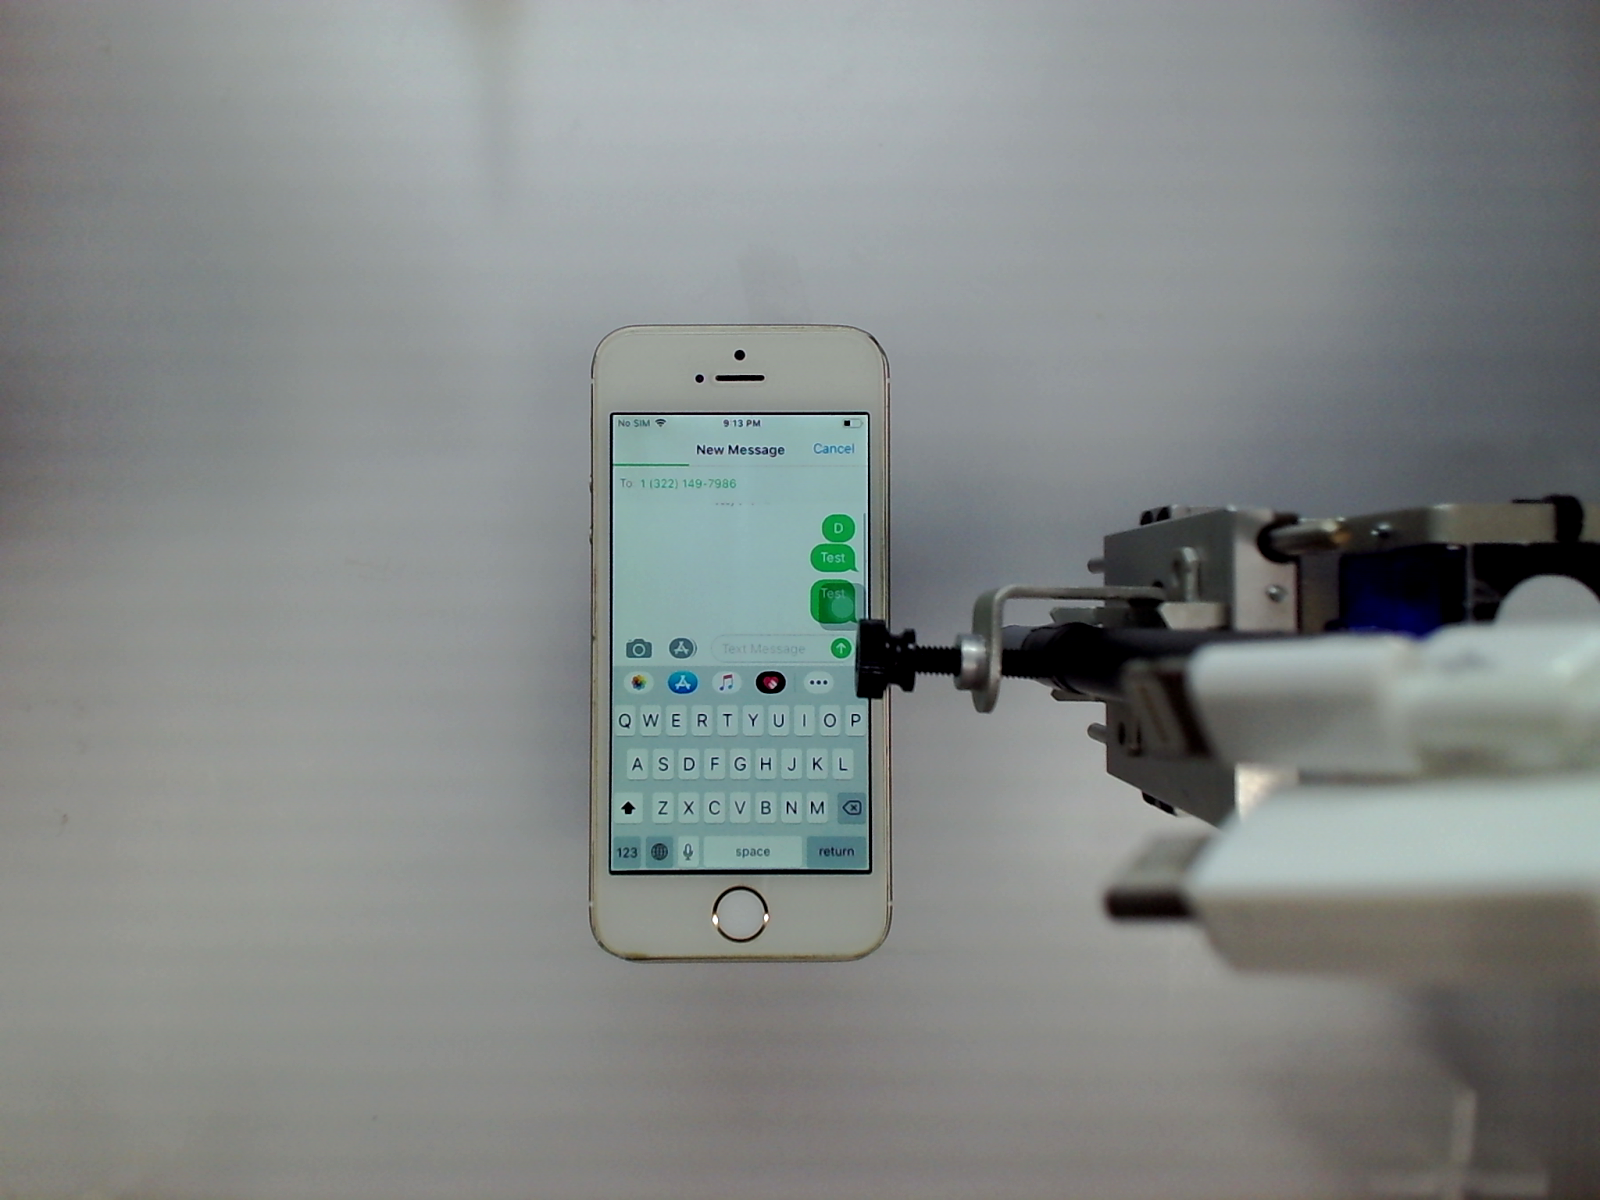 No SIM 9:13 PM
New Message Cancel
To: 1 (322) 149-7986
D
Test
Test
Text Message
Q W E R T Y U I O P
A S D F G H J K L
Z X C V B N M
123 space return